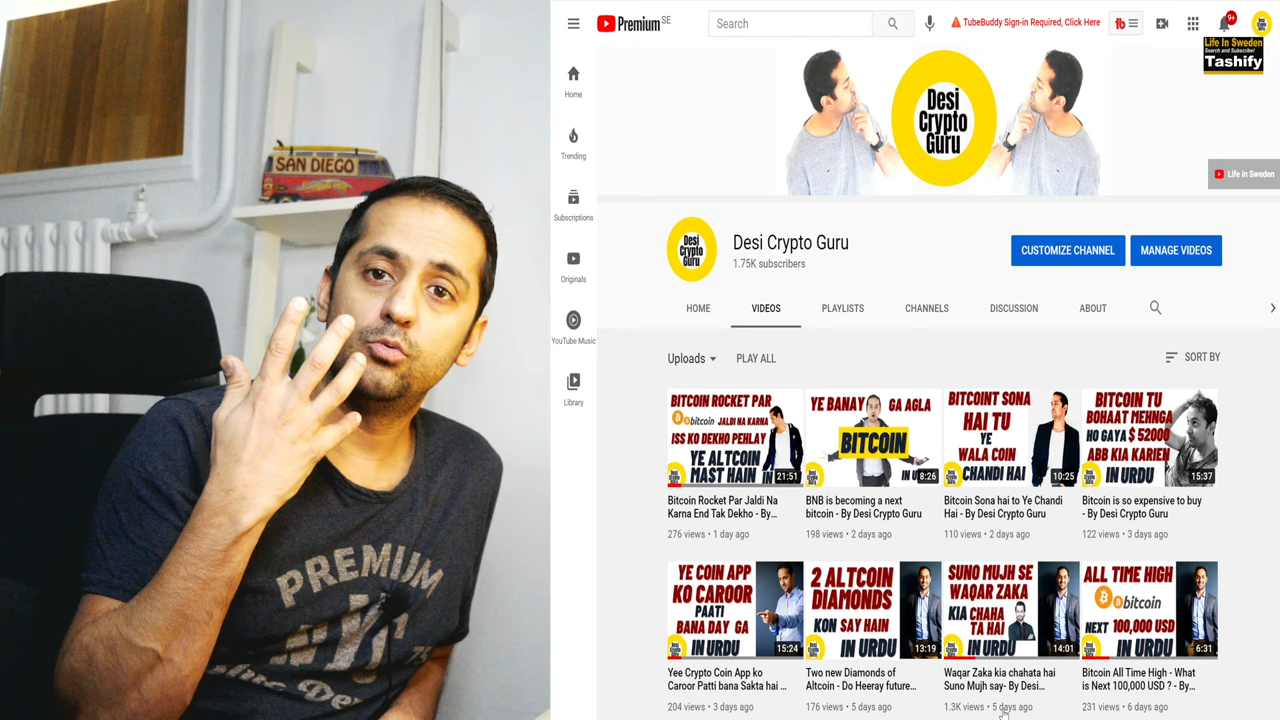 SAN DIEGO
PREMIUM
Premium SE
Search
TubeBuddy Sign-in Required, Click Here
tb
9+
Desi
Crypto
Guru
Life In Sweden
Search and Subscribe!
Tashify
Desi
Crypto
Guru
Life in Sweden
Home
Trending
Subscriptions
Originals
YouTube Music
Library
Desi
Crypto
Guru
Desi Crypto Guru
1.75K subscribers
CUSTOMIZE CHANNEL
MANAGE VIDEOS
HOME VIDEOS PLAYLISTS CHANNELS DISCUSSION ABOUT
Uploads PLAY ALL SORT BY
BITCOIN ROCKET PAR
bitcoin JALDI NA KARNA
ISS KO DEKHO PEHLAY
YE ALTCOIN
MAST HAIN IN
21:51
Bitcoin Rocket Par Jaldi Na
Karna End Tak Dekho - By...
276 views • 1 day ago
YE BANAY GA AGLA
BITCOIN
IN U
8:26
BNB is becoming a next
bitcoin - By Desi Crypto Guru
198 views • 2 days ago
BITCOINT SONA
HAI TU
YE
WALA COIN
CHANDI HAI
10:25
Bitcoin Sona hai to Ye Chandi
Hai - By Desi Crypto Guru
110 views • 2 days ago
BITCOIN TU
BOHAAT MEHNGA
HO GAYA $ 52000
ABB KIA KARIEN
IN URDU
15:37
Bitcoin is so expensive to buy
- By Desi Crypto Guru
122 views • 3 days ago
YE COIN APP
KO CAROOR
PAATI
BANA DAY GA
IN URDU
15:24
Yee Crypto Coin App ko
Caroor Patti bana Sakta hai ...
204 views • 3 days ago
2 ALTCOIN
DIAMONDS
KON SAY HAIN
IN URDU
13:19
Two new Diamonds of
Altcoin - Do Heeray future...
176 views • 5 days ago
SUNO MUJH SE
WAQAR ZAKA
KIA CHAHA
TA HAI
IN URDU
14:01
Waqar Zaka kia chahata hai
Suno Mujh say- By Desi...
1.3K views • 5 days ago
ALL TIME HIGH
bitcoin
NEXT 100,000 USD
IN URDU
6:31
Bitcoin All Time High - What
is Next 100,000 USD ? - By...
231 views • 6 days ago